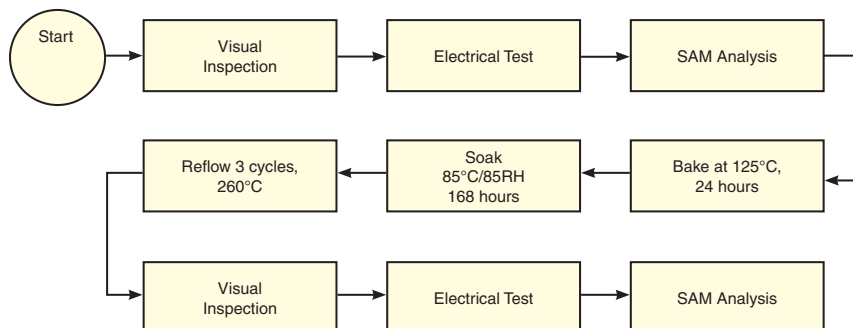 Start
Visual
Inspection
Electrical Test
SAM Analysis
Bake at 125°C,
24 hours
Soak
85°C/85RH
168 hours
Reflow 3 cycles,
260°C
Visual
Inspection
Electrical Test
SAM Analysis